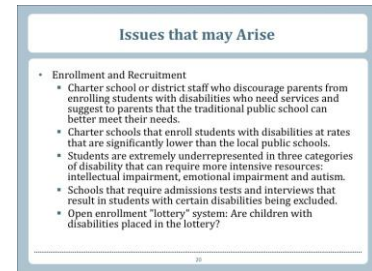 Issues that may Arise
• Enrollment and Recruitment
▪ Charter school or district staff who discourage parents from
enrolling students with disabilities who need services and
suggest to parents that the traditional public school can
better meet their needs.
▪ Charter schools that enroll students with disabilities at rates
that are significantly lower than the local public schools.
▪ Students are extremely underrepresented in three categories
of disability that can require more intensive resources:
intellectual impairment, emotional impairment and autism.
▪ Schools that require admissions tests and interviews that
result in students with certain disabilities being excluded.
▪ Open enrollment "lottery" system: Are children with
disabilities placed in the lottery?